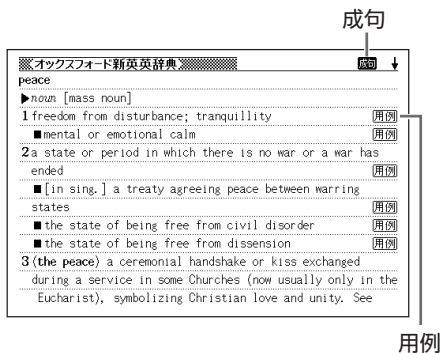 成句
オックスフォード新英英辞典 成句 ↓
peace
▶noun [mass noun]
1 freedom from disturbance; tranquillity 用例
■mental or emotional calm 用例
2 a state or period in which there is no war or a war has
ended 用例
■[in sing.] a treaty agreeing peace between warring
states 用例
■the state of being free from civil disorder 用例
■the state of being free from dissension 用例
3 〈the peace〉 a ceremonial handshake or kiss exchanged
during a service in some Churches (now usually only in the
Eucharist), symbolizing Christian love and unity. See
用例